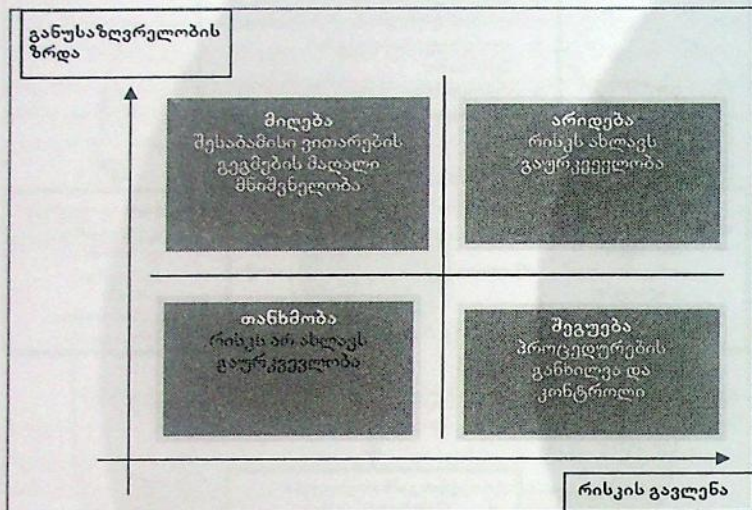 განუსაზღვრელობის
ზრდა
მიღება
შესაბამისი ვითარების
გეგმების მაღალი
მნიშვნელობა
არიდება
რისკს ახლავს
გაურკვევლობა
თანხმობა
რისკს არ ახლავს
გაურკვევლობა
შეგუება
პროცედურების
განხილვა და
კონტროლი
რისკის გავლენა